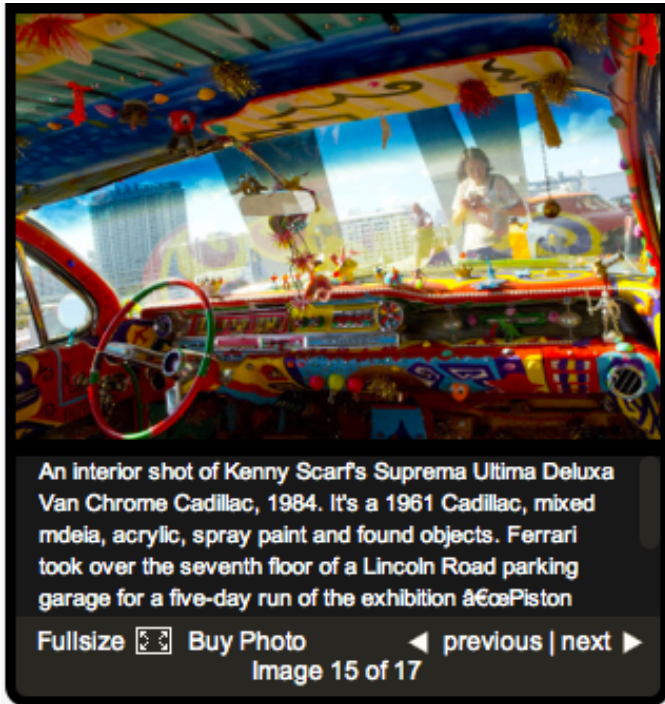 An interior shot of Kenny Scarf's Suprema Ultima Deluxa
Van Chrome Cadillac, 1984. It's a 1961 Cadillac, mixed
mdeia, acrylic, spray paint and found objects. Ferrari
took over the seventh floor of a Lincoln Road parking
garage for a five-day run of the exhibition â€œPiston
Fullsize Buy Photo ◀ previous | next ▶
Image 15 of 17